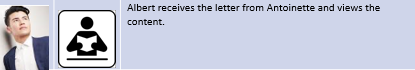 Albert receives the letter from Antoinette and views the
content.